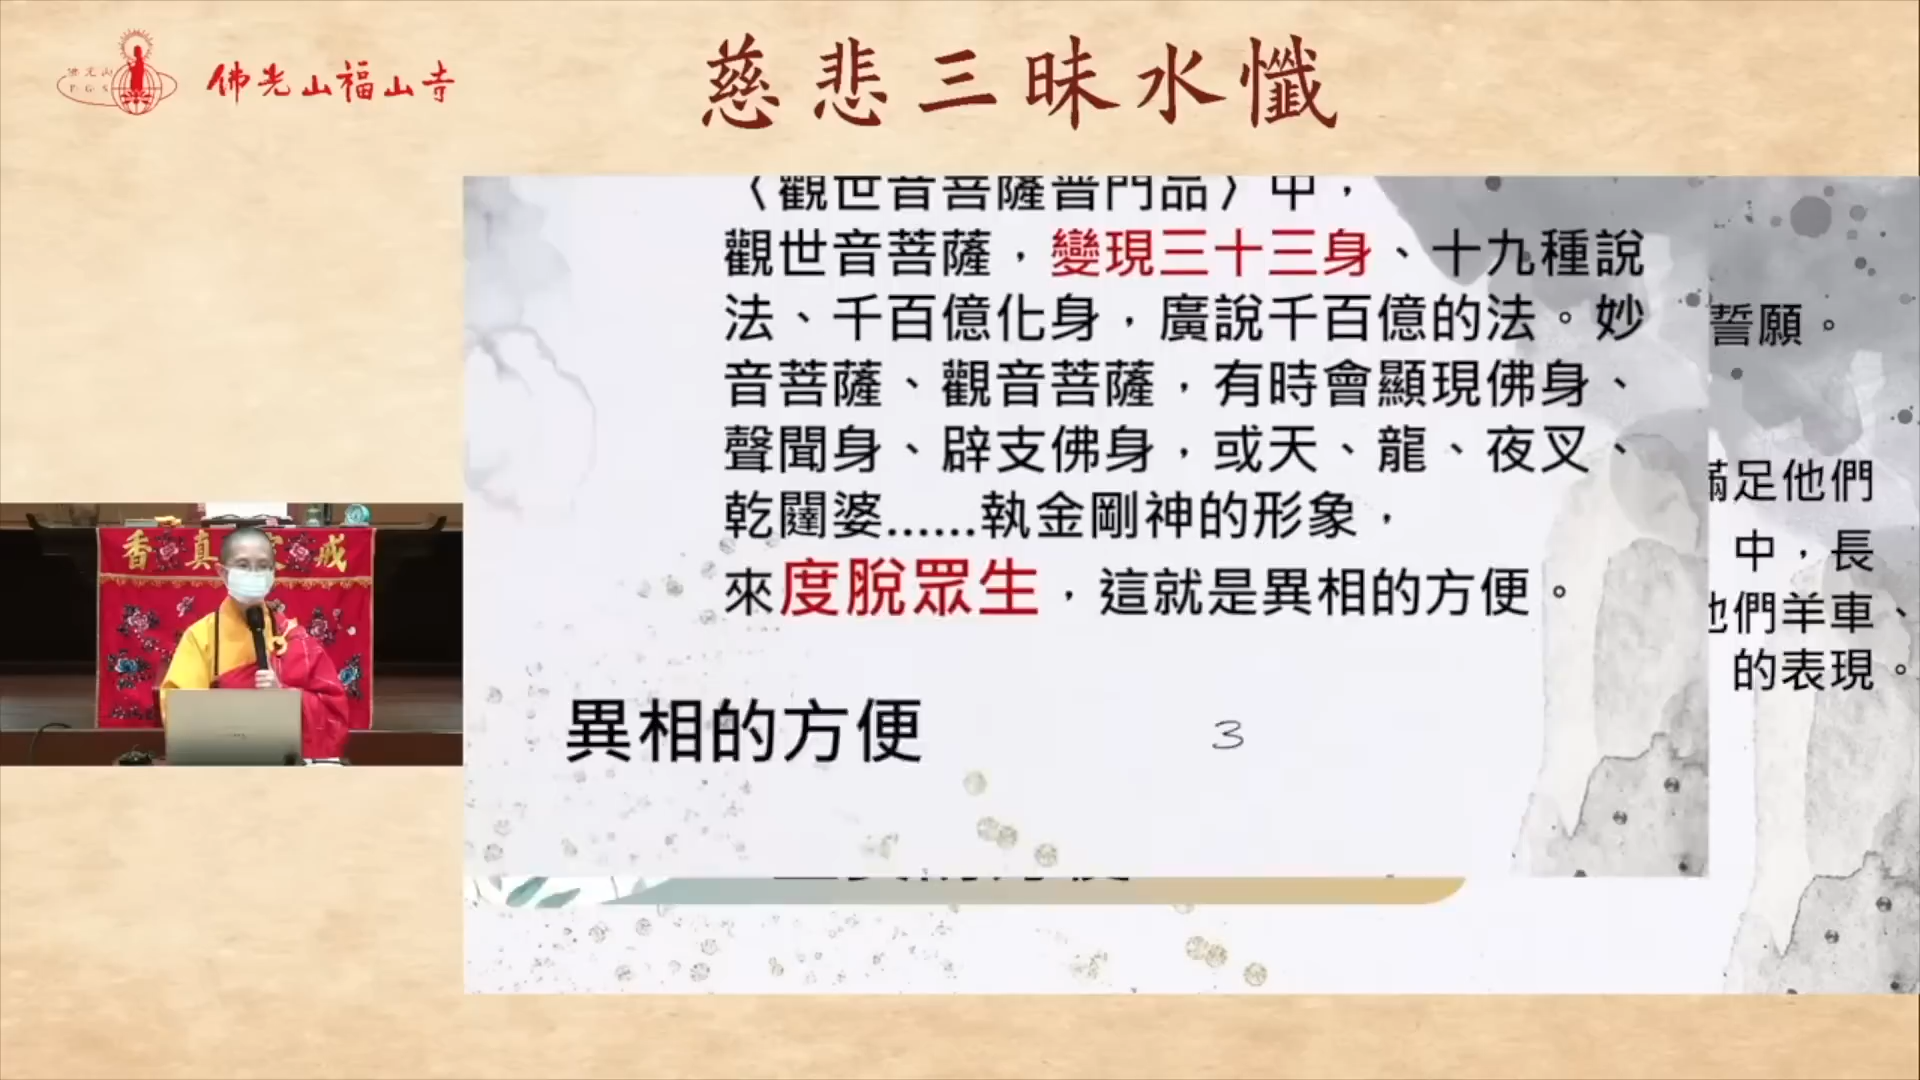 佛光山
F G S
佛光山福山寺
慈悲三昧水懺
〈觀世音菩薩普門品〉中，
觀世音菩薩，變現三十三身、十九種說
法、千百億化身，廣說千百億的法。妙
音菩薩、觀音菩薩，有時會顯現佛身、
聲聞身、辟支佛身，或天、龍、夜叉、
乾闥婆......執金剛神的形象，
來度脫眾生，這就是異相的方便。
異相的方便
3
誓願。
滿足他們
中，長
他們羊車、
的表現。
香 真 戒